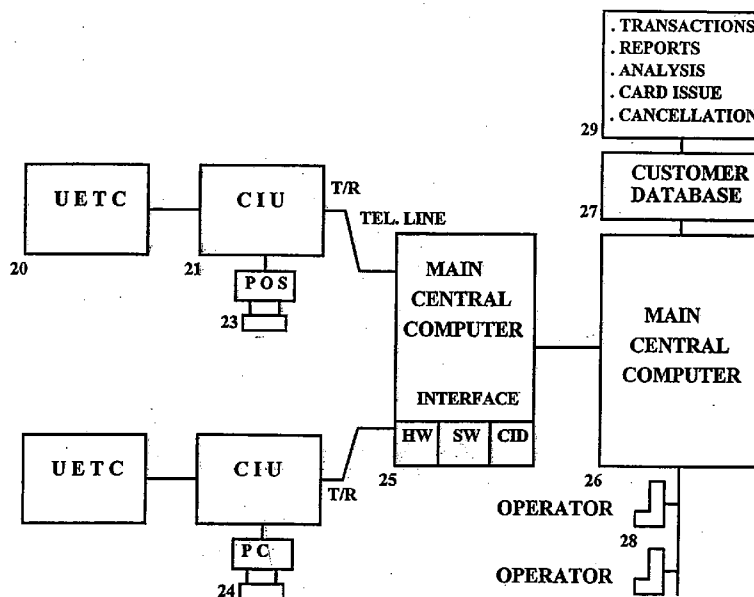 . TRANSACTIONS
. REPORTS
. ANALYSIS
. CARD ISSUE
. CANCELLATION
29
CUSTOMER
DATABASE
27
UETC
20
CIU
21
T/R
TEL. LINE
POS
23
MAIN
CENTRAL
COMPUTER
INTERFACE
HW
SW
CID
25
MAIN
CENTRAL
COMPUTER
26
UETC
CIU
T/R
PC
24
OPERATOR
28
OPERATOR